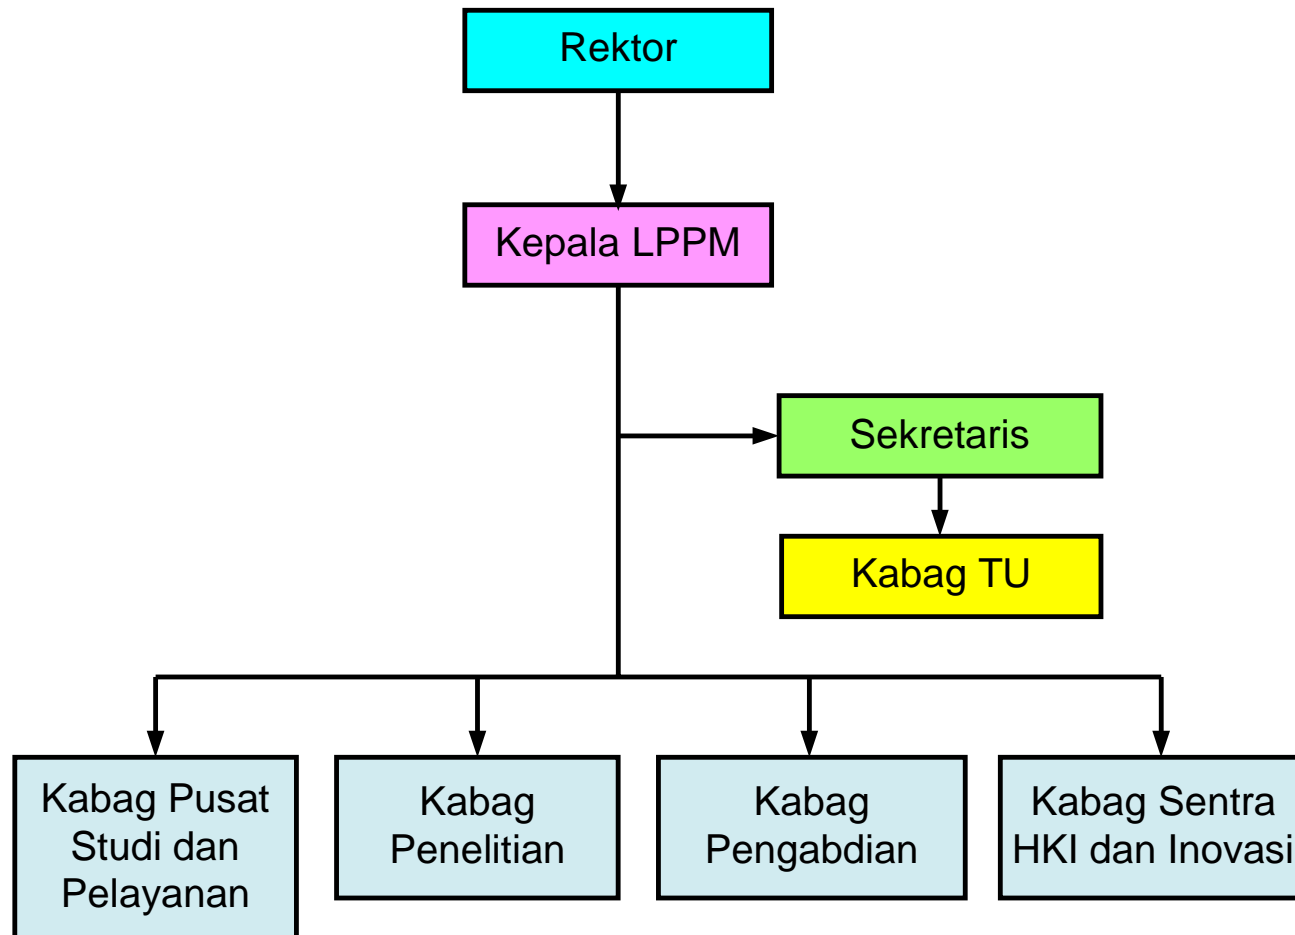 Rektor
Kepala LPPM
Sekretaris
Kabag TU
Kabag Pusat
Studi dan
Pelayanan
Kabag
Penelitian
Kabag
Pengabdian
Kabag Sentra
HKI dan Inovasi